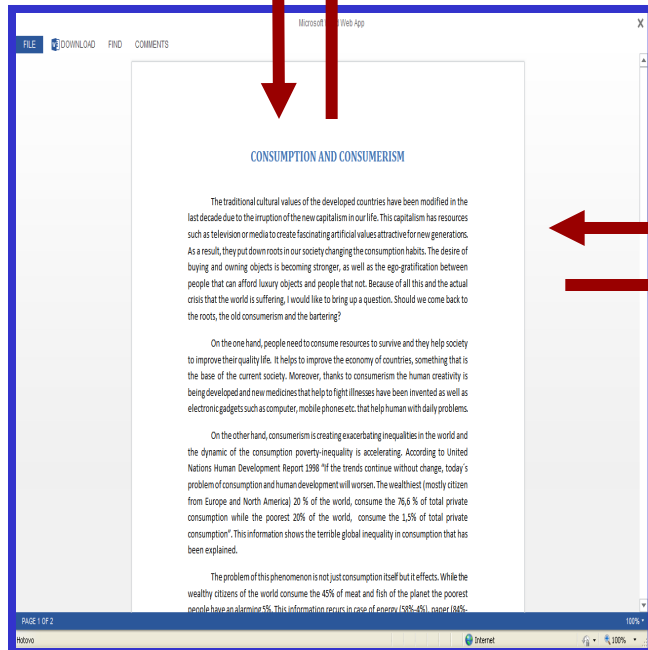 Microsoft Web App
X
FILE DOWNLOAD FIND COMMENTS
CONSUMPTION AND CONSUMERISM
The traditional cultural values of the developed countries have been modified in the
last decade due to the irruption of the new capitalism in our life. This capitalism has resources
such as television or media to create fascinating artificial values attractive for new generations.
As a result, they put down roots in our society changing the consumption habits. The desire of
buying and owning objects is becoming stronger, as well as the ego-gratification between
people that can afford luxury objects and people that not. Because of all this and the actual
crisis that the world is suffering, I would like to bring up a question. Should we come back to
the roots, the old consumerism and the bartering?
On the one hand, people need to consume resources to survive and they help society
to improve their quality life. It helps to improve the economy of countries, something that is
the base of the current society. Moreover, thanks to consumerism the human creativity is
being developed and new medicines that help to fight illnesses have been invented as well as
electronic gadgets such as computer, mobile phones etc. that help human with daily problems.
On the other hand, consumerism is creating exacerbating inequalities in the world and
the dynamic of the consumption poverty-inequality is accelerating. According to United
Nations Human Development Report 1998 "If the trends continue without change, today´s
problem of consumption and human development will worsen. The wealthiest (mostly citizen
from Europe and North America) 20 % of the world, consume the 76,6 % of total private
consumption while the poorest 20% of the world, consume the 1,5% of total private
consumption". This information shows the terrible global inequality in consumption that has
been explained.
The problem of this phenomenon is not just consumption itself but it effects. While the
wealthy citizens of the world consume the 45% of meat and fish of the planet the poorest
people have an alarming 5%. This information recurs in case of energy (58%-4%), paper (84%-
PAGE 1 OF 2 100%
Hotovo Internet 100%